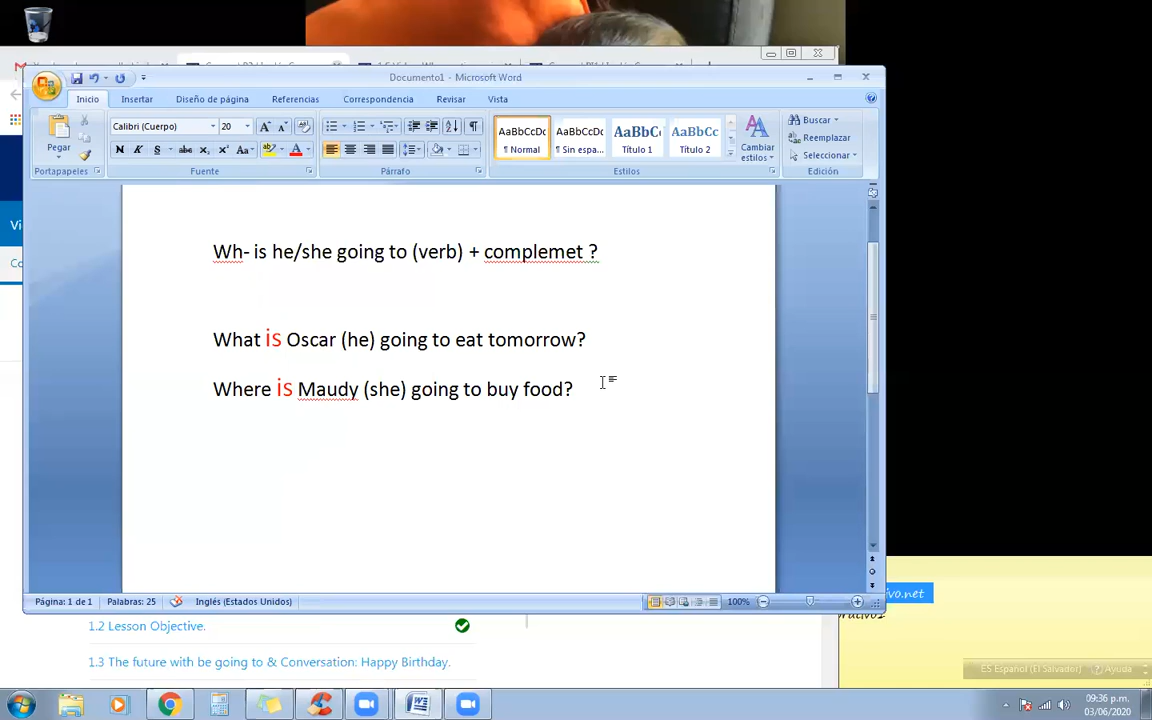 Documento1 - Microsoft Word
Inicio Insertar Diseño de página Referencias Correspondencia Revisar Vista
Calibri (Cuerpo) 20
AaBbCcDc AaBbCcDc AaBbC AaBbCc
Buscar
Reemplazar
Seleccionar
Pegar
N K S abc x₂ x² Aa
¶ Normal ¶ Sin espa... Título 1 Título 2
Cambiar
estilos
Portapapeles Fuente Párrafo Estilos Edición
Wh- is he/she going to (verb) + complemet ?
What is Oscar (he) going to eat tomorrow?
Where is Maudy (she) going to buy food?
Página: 1 de 1 Palabras: 25 Inglés (Estados Unidos) 100%
1.2 Lesson Objective.
1.3 The future with be going to & Conversation: Happy Birthday.
ES Español (El Salvador) Ayuda
09:36 p.m.
03/06/2020